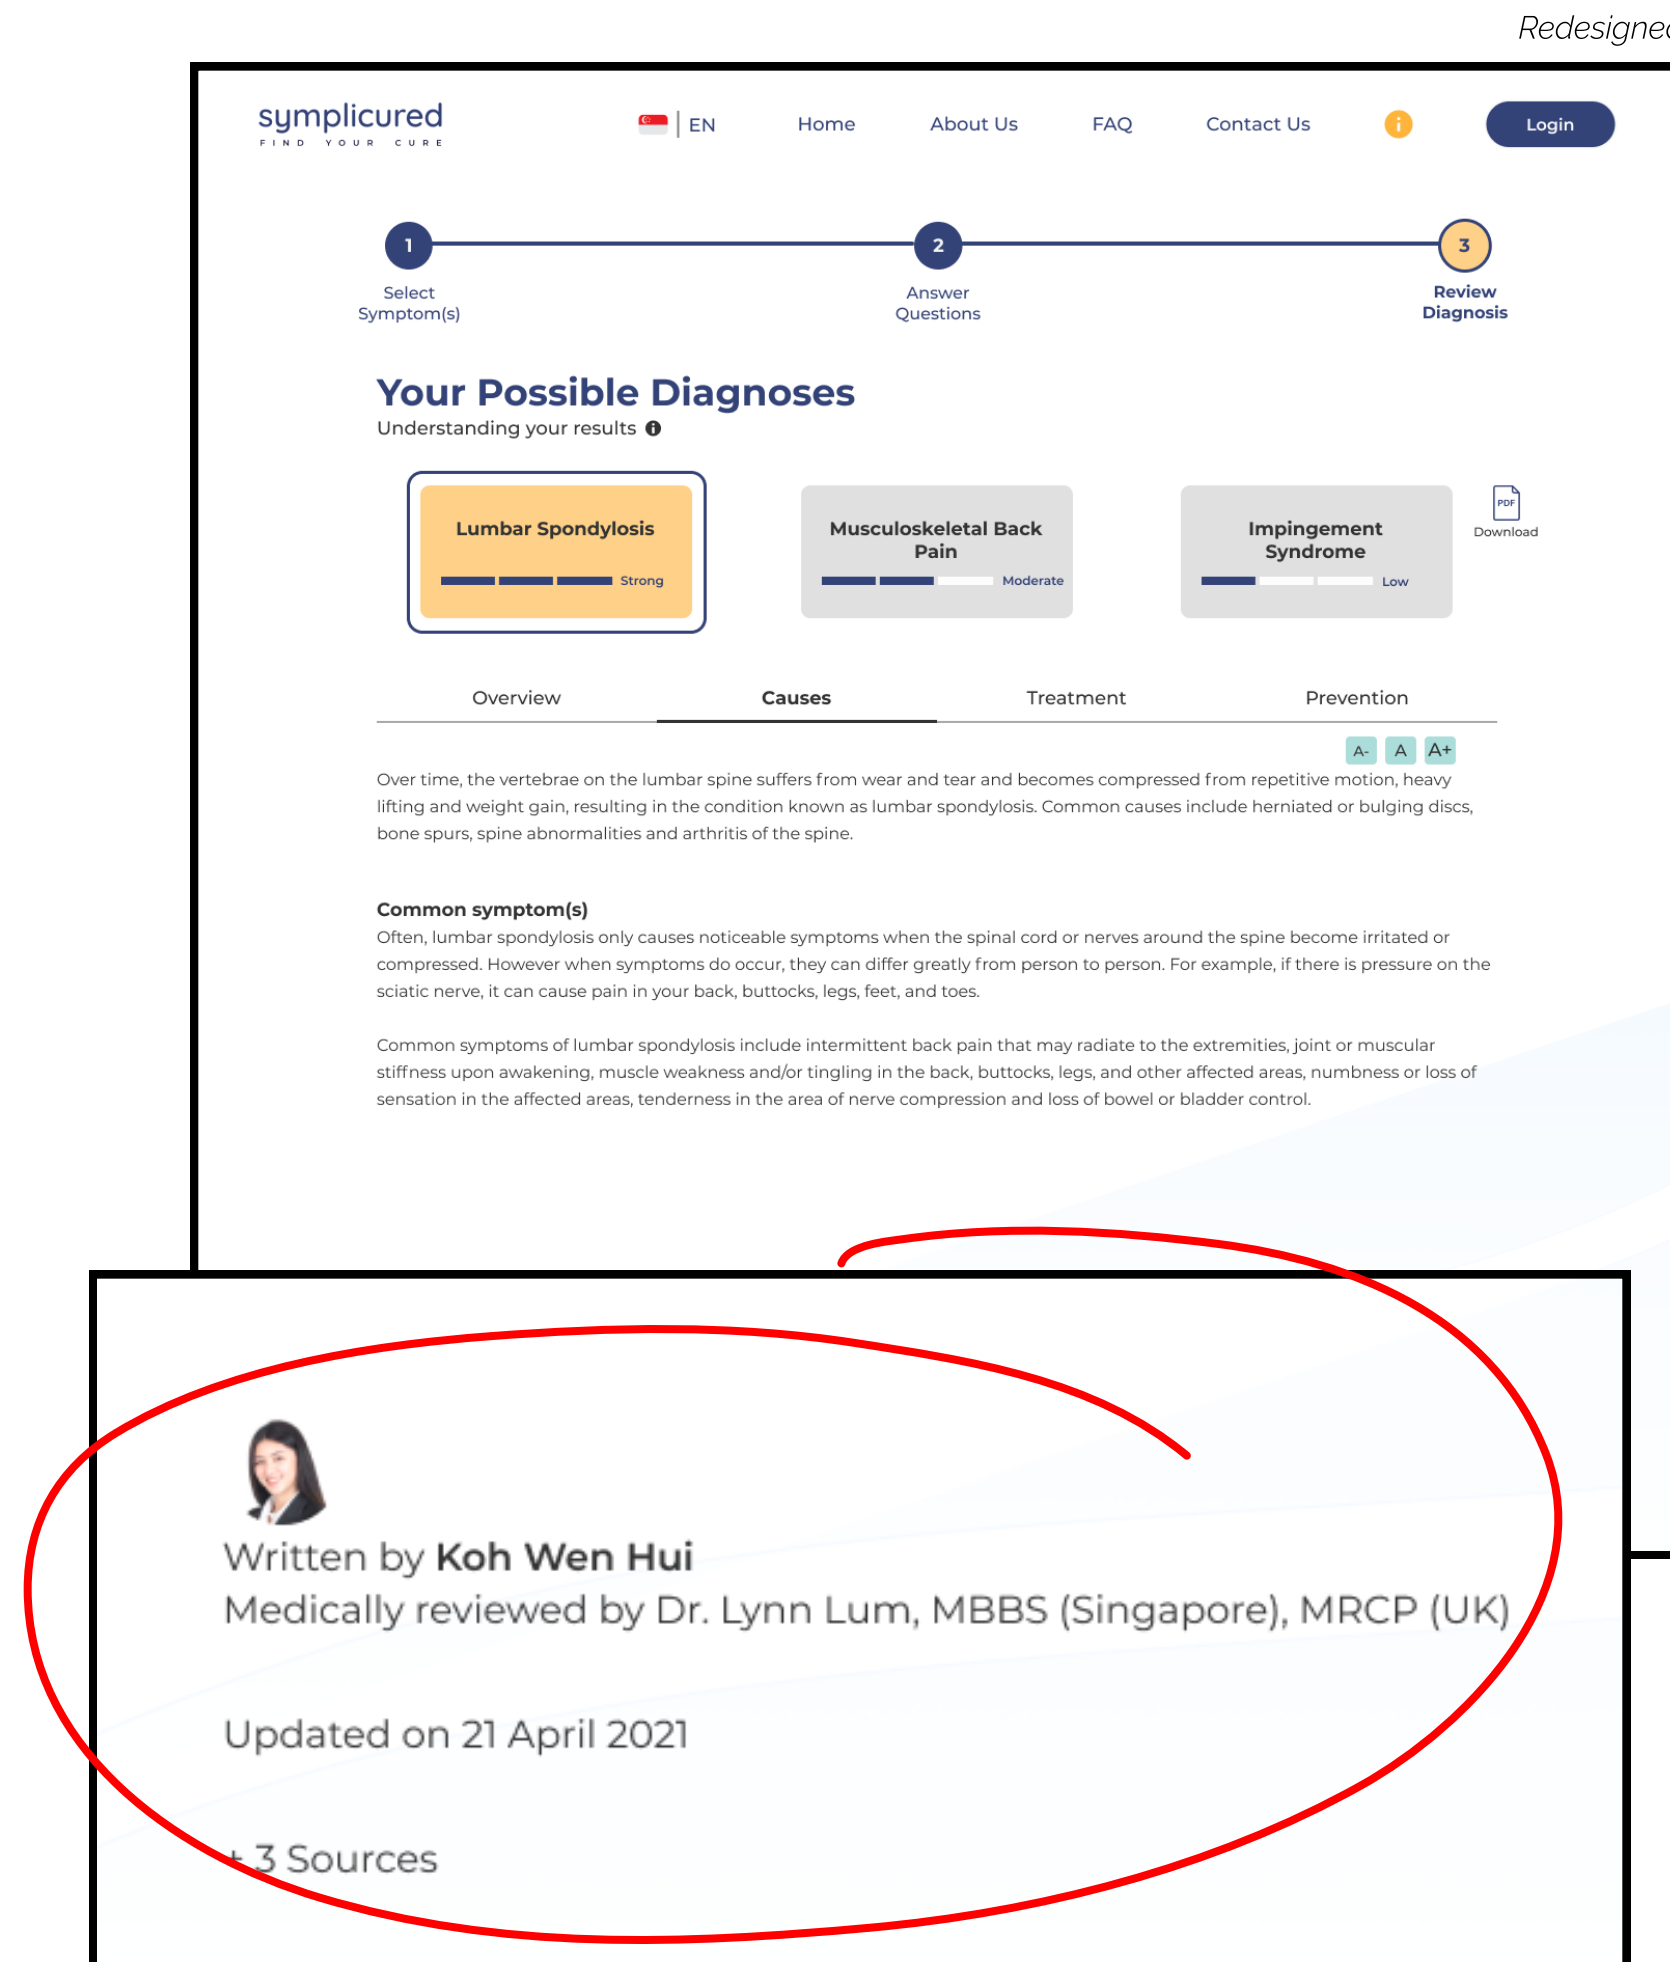 Redesigned
symplicured
FIND YOUR CURE
EN
Home
About Us
FAQ
Contact Us
i
Login
1
2
3
Select
Symptom(s)
Answer
Questions
Review
Diagnosis
Your Possible Diagnoses
Understanding your results i
Lumbar Spondylosis
Strong
Musculoskeletal Back
Pain
Moderate
Impingement
Syndrome
Low
PDF
Download
Overview
Causes
Treatment
Prevention
A-
A
A+
Over time, the vertebrae on the lumbar spine suffers from wear and tear and becomes compressed from repetitive motion, heavy
lifting and weight gain, resulting in the condition known as lumbar spondylosis. Common causes include herniated or bulging discs,
bone spurs, spine abnormalities and arthritis of the spine.
Common symptom(s)
Often, lumbar spondylosis only causes noticeable symptoms when the spinal cord or nerves around the spine become irritated or
compressed. However when symptoms do occur, they can differ greatly from person to person. For example, if there is pressure on the
sciatic nerve, it can cause pain in your back, buttocks, legs, feet, and toes.
Common symptoms of lumbar spondylosis include intermittent back pain that may radiate to the extremities, joint or muscular
stiffness upon awakening, muscle weakness and/or tingling in the back, buttocks, legs, and other affected areas, numbness or loss of
sensation in the affected areas, tenderness in the area of nerve compression and loss of bowel or bladder control.
Written by Koh Wen Hui
Medically reviewed by Dr. Lynn Lum, MBBS (Singapore), MRCP (UK)
Updated on 21 April 2021
+ 3 Sources